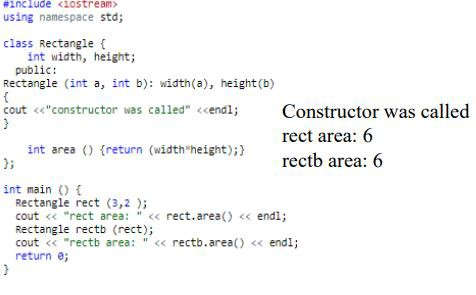 #include <iostream>
using namespace std;
class Rectangle {
int width, height;
public:
Rectangle (int a, int b): width(a), height(b)
{
cout <<"constructor was called" <<endl;
}
int area () {return (width*height);}
};
int main () {
Rectangle rect (3,2 );
cout << "rect area: " << rect.area() << endl;
Rectangle rectb (rect);
cout << "rectb area: " << rectb.area() << endl;
return 0;
}
Constructor was called
rect area: 6
rectb area: 6